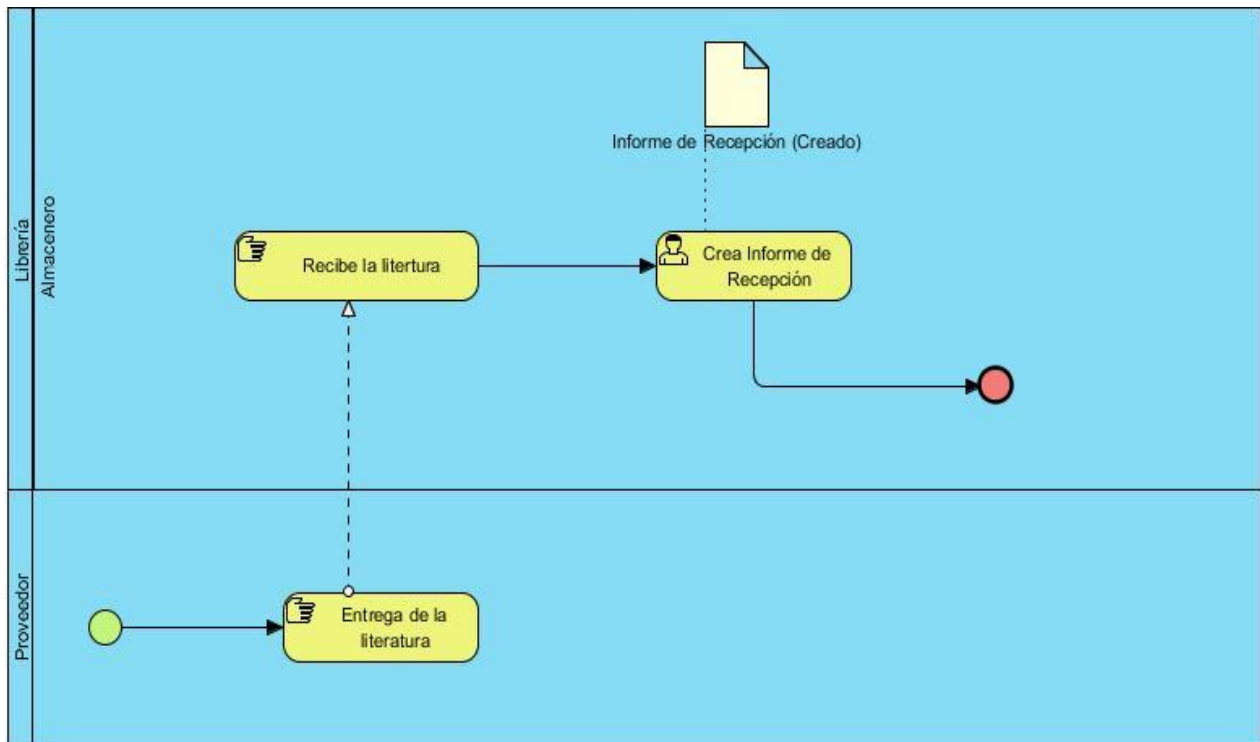 Librería
Almacenero
Informe de Recepción (Creado)
Recibe la litertura
Crea Informe de
Recepción
Proveedor
Entrega de la
literatura